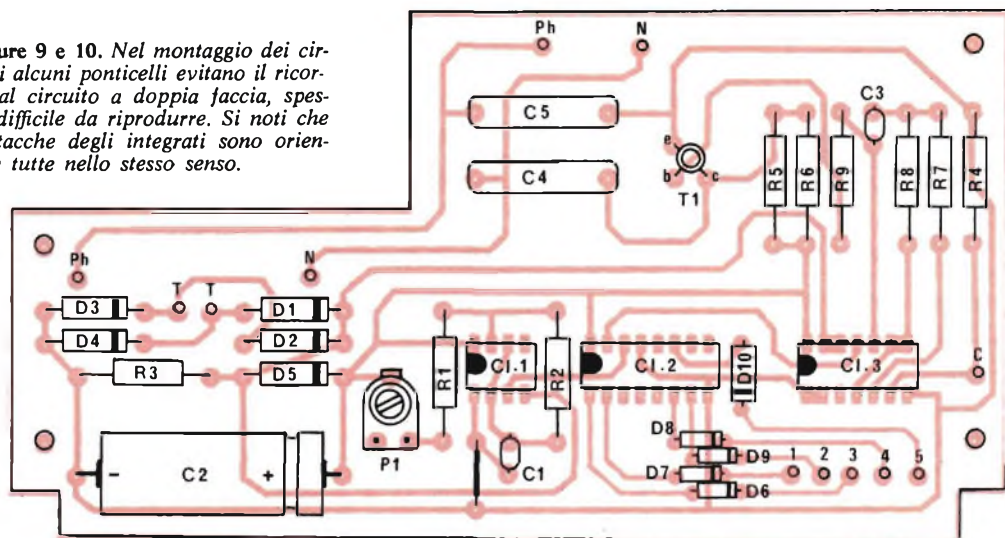 ure 9 e 10. Nel montaggio dei cir-
i alcuni ponticelli evitano il ricor-
al circuito a doppia faccia, spes-
difficile da riprodurre. Si noti che
tacche degli integrati sono orien-
tutte nello stesso senso.
Ph
N
C5
C4
e
b
c
T1
C3
R5
R6
R9
R8
R7
R4
Ph
N
T
T
D3
D1
D4
D2
R3
D5
P1
R1
CI.1
R2
CI.2
D10
CI.3
C
- C2 +
C1
D8
D9
D7
D6
1 2 3 4 5